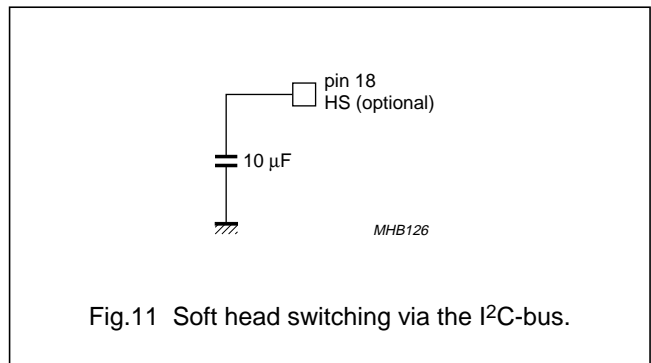 pin 18
HS (optional)
10 μF
MHB126
Fig.11 Soft head switching via the I²C-bus.